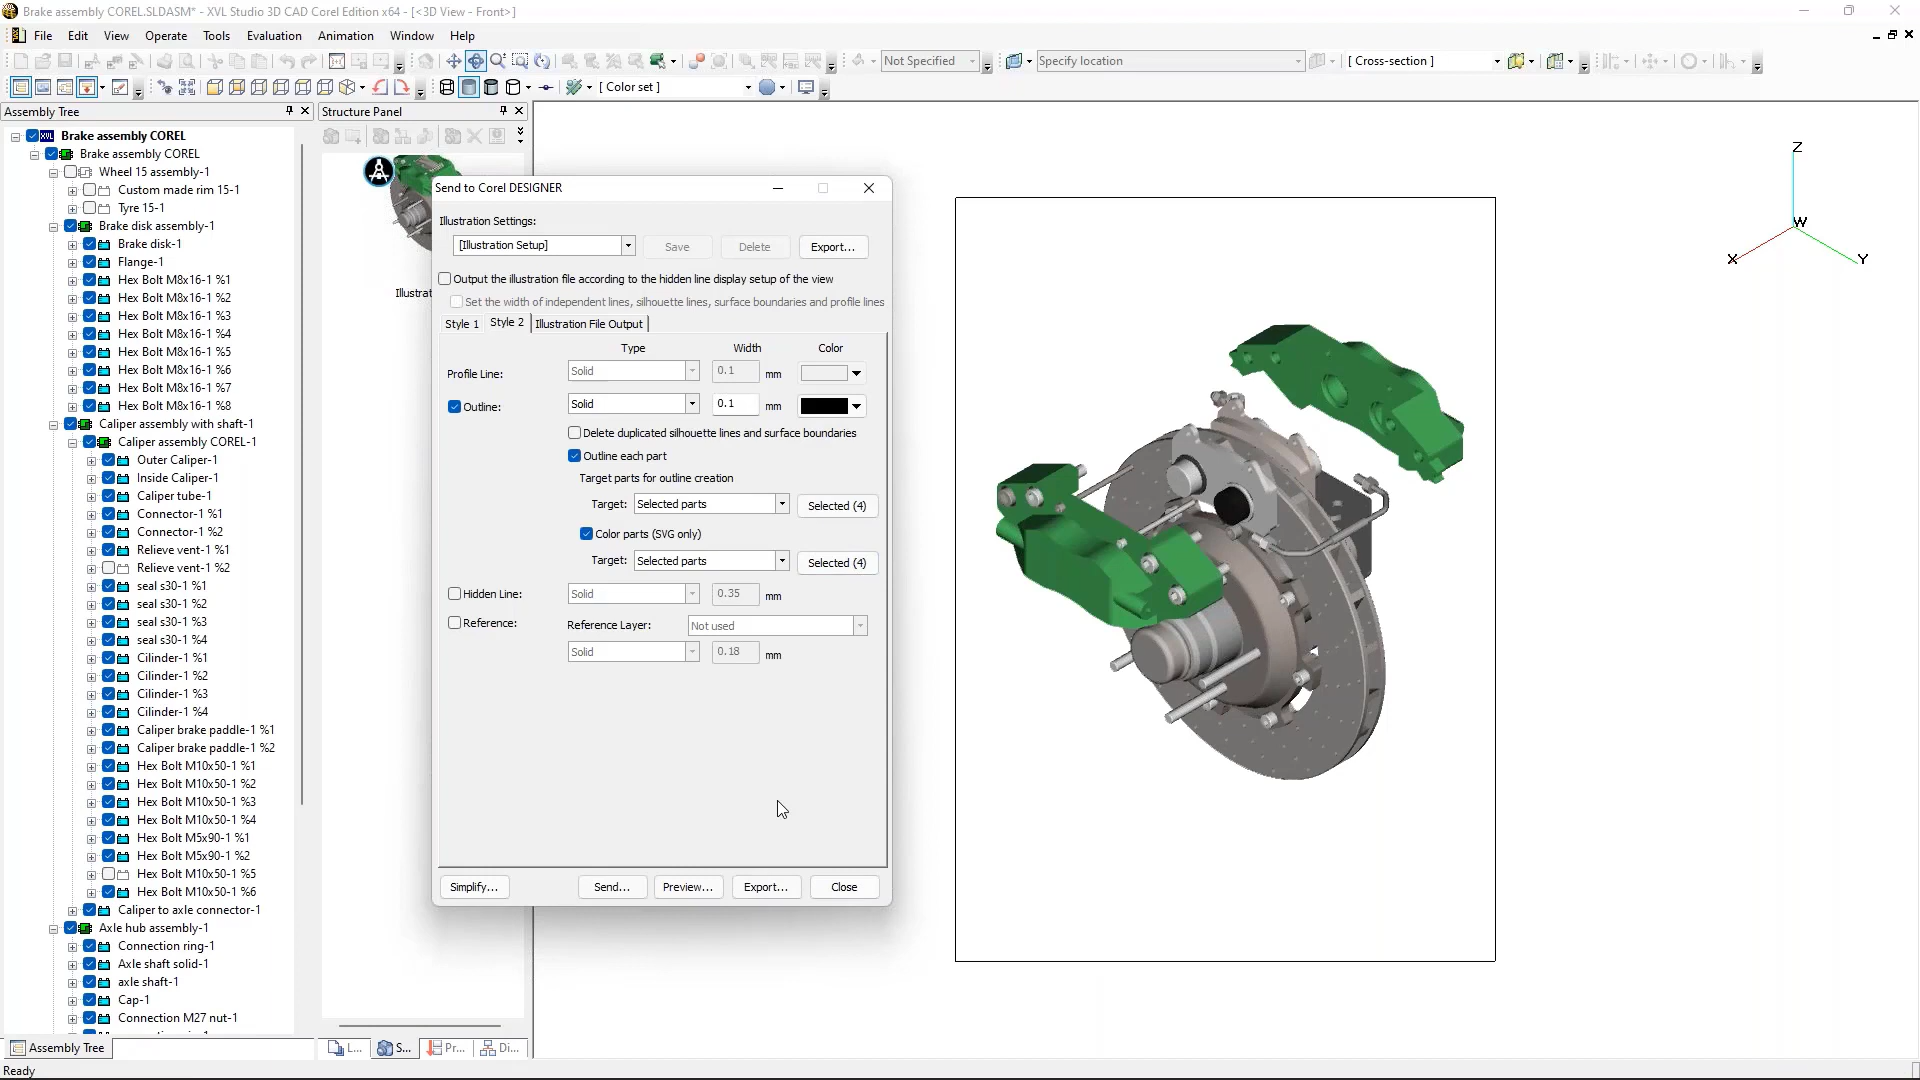 Brake assembly COREL.SLDASM* - XVL Studio 3D CAD Corel Edition x64 - [<3D View - Front>]
File Edit View Operate Tools Evaluation Animation Window Help
Not Specified
Specify location
[ Cross-section ]
[ Color set ]
Assembly Tree
Brake assembly COREL
Brake assembly COREL
Wheel 15 assembly-1
Custom made rim 15-1
Tyre 15-1
Brake disk assembly-1
Brake disk-1
Flange-1
Hex Bolt M8x16-1 %1
Hex Bolt M8x16-1 %2
Hex Bolt M8x16-1 %3
Hex Bolt M8x16-1 %4
Hex Bolt M8x16-1 %5
Hex Bolt M8x16-1 %6
Hex Bolt M8x16-1 %7
Hex Bolt M8x16-1 %8
Caliper assembly with shaft-1
Caliper assembly COREL-1
Outer Caliper-1
Inside Caliper-1
Caliper tube-1
Connector-1 %1
Connector-1 %2
Relieve vent-1 %1
Relieve vent-1 %2
seal s30-1 %1
seal s30-1 %2
seal s30-1 %3
seal s30-1 %4
Cilinder-1 %1
Cilinder-1 %2
Cilinder-1 %3
Cilinder-1 %4
Caliper brake paddle-1 %1
Caliper brake paddle-1 %2
Hex Bolt M10x50-1 %1
Hex Bolt M10x50-1 %2
Hex Bolt M10x50-1 %3
Hex Bolt M10x50-1 %4
Hex Bolt M5x90-1 %1
Hex Bolt M5x90-1 %2
Hex Bolt M10x50-1 %5
Hex Bolt M10x50-1 %6
Caliper to axle connector-1
Axle hub assembly-1
Connection ring-1
Axle shaft solid-1
axle shaft-1
Cap-1
Connection M27 nut-1
Assembly Tree
Ready
Structure Panel
Illustrat
L...
S...
Pr...
Di...
Send to Corel DESIGNER
Illustration Settings:
[Illustration Setup]
Save
Delete
Export...
Output the illustration file according to the hidden line display setup of the view
Set the width of independent lines, silhouette lines, surface boundaries and profile lines
Style 1
Style 2
Illustration File Output
Type Width Color
Profile Line: Solid 0.1 mm
Outline: Solid 0.1 mm
Delete duplicated silhouette lines and surface boundaries
Outline each part
Target parts for outline creation
Target: Selected parts Selected (4)
Color parts (SVG only)
Target: Selected parts Selected (4)
Hidden Line: Solid 0.35 mm
Reference: Reference Layer: Not used
Solid 0.18 mm
Simplify... Send... Preview... Export... Close
Z
W
X
Y